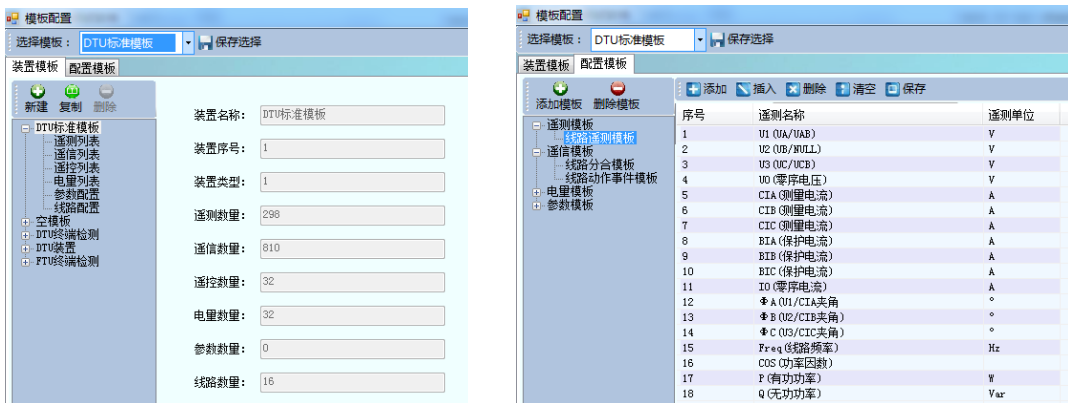 模板配置
选择模板： DTU标准模板 保存选择
装置模板 配置模板
新建 复制 删除
DTU标准模板
遥测列表
遥信列表
遥控列表
电量列表
参数配置
线路配置
空模板
DTU终端检测
DTU装置
FTU终端检测
装置名称： DTU标准模板
装置序号： 1
装置类型： 1
遥测数量： 298
遥信数量： 810
遥控数量： 32
电量数量： 32
参数数量： 0
线路数量： 16
模板配置
选择模板： DTU标准模板 保存选择
装置模板 配置模板
添加模板 删除模板
遥测模板
线路遥测模板
遥信模板
线路分合模板
线路动作事件模板
电量模板
参数模板
添加 插入 删除 清空 保存
序号 遥测名称 遥测单位
1 U1(UA/UAB) V
2 U2(UB/NULL) V
3 U3(UC/UCB) V
4 U0(零序电压) V
5 CIA(测量电流) A
6 CIB(测量电流) A
7 CIC(测量电流) A
8 BIA(保护电流) A
9 BIB(保护电流) A
10 BIC(保护电流) A
11 I0(零序电流) A
12 ΦA(U1/CIA夹角 °
13 ΦB(U2/CIB夹角) °
14 ΦC(U3/CIC夹角) °
15 Freq(线路频率) Hz
16 COS(功率因数)
17 P(有功功率) W
18 Q(无功功率) Var